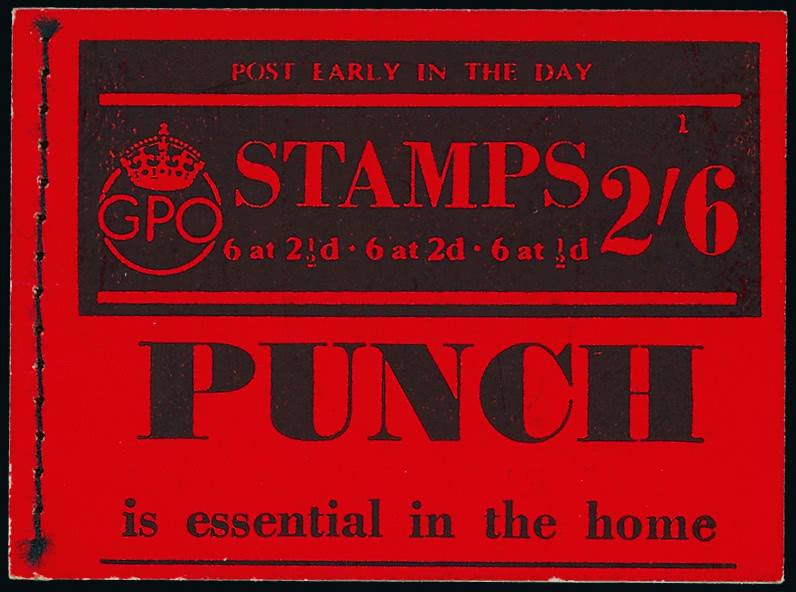 POST EARLY IN THE DAY
1
GPO
STAMPS 2/6
6 at 2½d · 6 at 2d · 6 at ½d
PUNCH
is essential in the home